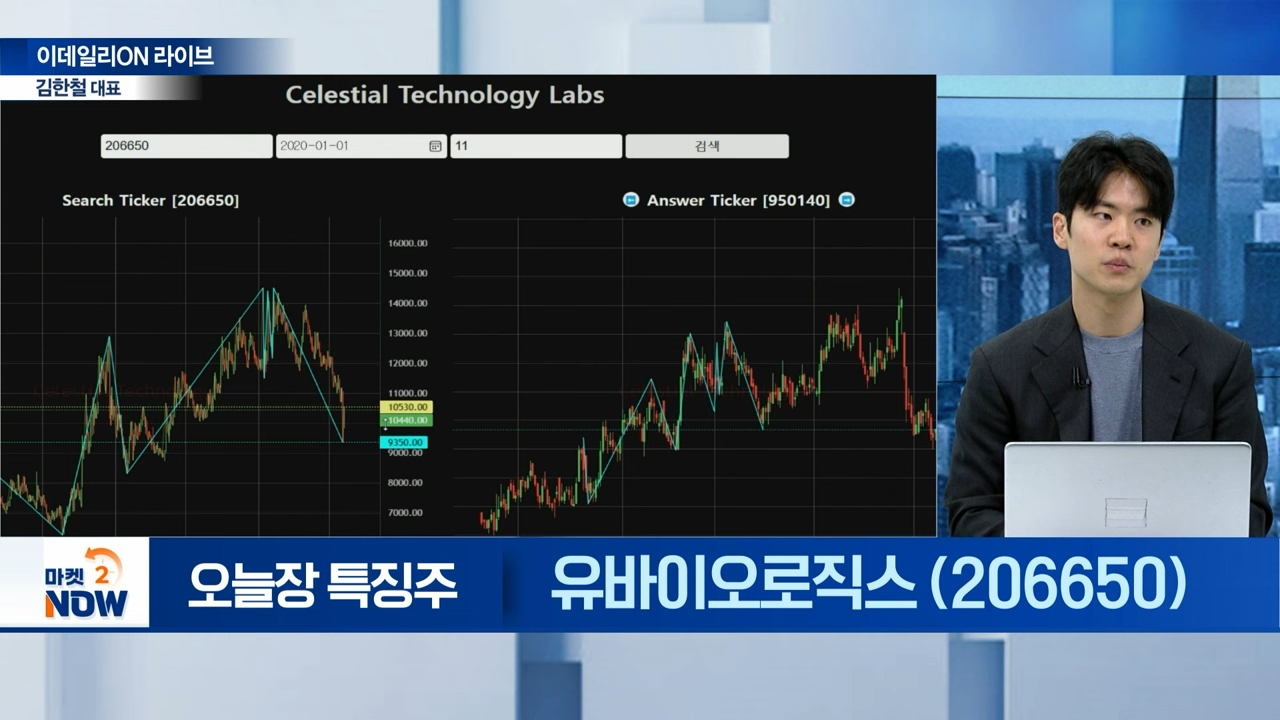 이데일리ON 라이브
김한철 대표
Celestial Technology Labs
206650
2020-01-01
11
검색
Search Ticker [206650]
Answer Ticker [950140]
16000.00
15000.00
14000.00
13000.00
12000.00
11000.00
10530.00
10440.00
9350.00
9000.00
8000.00
7000.00
마켓 2
NOW
오늘장 특징주
유바이오로직스 (206650)